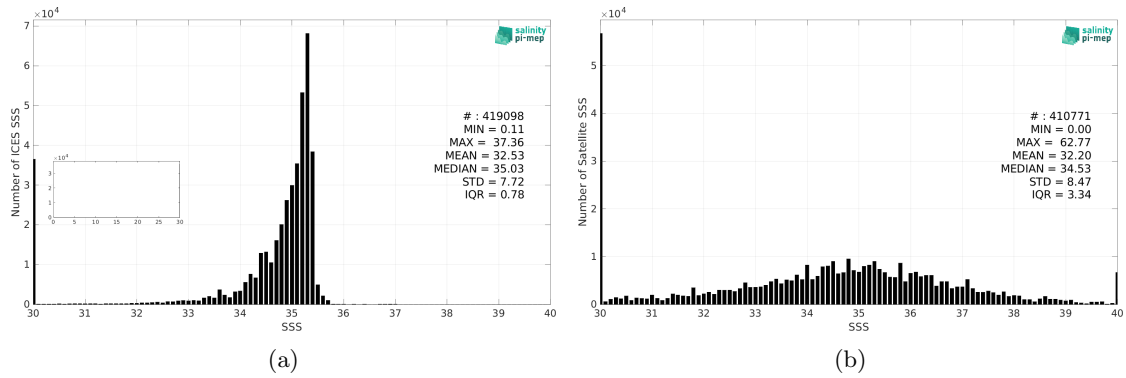 ×10⁴
7
6
5
4
3
2
1
0
Number of ICES SSS
salinity
pi-mep
# : 419098
MIN = 0.11
MAX = 37.36
MEAN = 32.53
MEDIAN = 35.03
STD = 7.72
IQR = 0.78
×10⁴
3
2
1
0
0 5 10 15 20 25 30
30 31 32 33 34 35 36 37 38 39 40
SSS
(a)
×10⁴
5
4
3
2
1
0
Number of Satellite SSS
salinity
pi-mep
# : 410771
MIN = 0.00
MAX = 62.77
MEAN = 32.20
MEDIAN = 34.53
STD = 8.47
IQR = 3.34
30 31 32 33 34 35 36 37 38 39 40
SSS
(b)